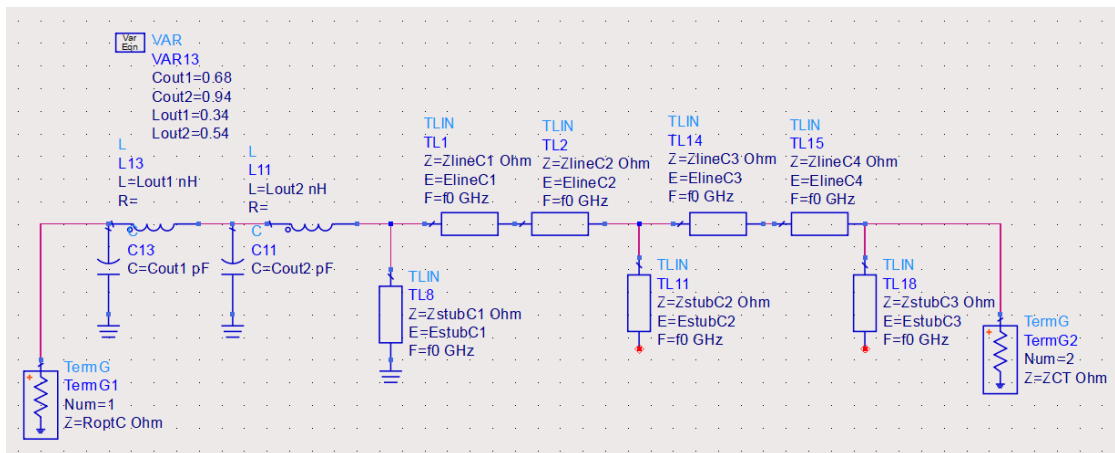 Var
Eqn
VAR
VAR13
Cout1=0.68
Cout2=0.94
Lout1=0.34
Lout2=0.54
L
L13
L=Lout1 nH
R=
L
L11
L=Lout2 nH
R=
C
C13
C=Cout1 pF
C
C11
C=Cout2 pF
TLIN
TL1
Z=ZlineC1 Ohm
E=ElineC1
F=f0 GHz
TLIN
TL2
Z=ZlineC2 Ohm
E=ElineC2
F=f0 GHz
TLIN
TL14
Z=ZlineC3 Ohm
E=ElineC3
F=f0 GHz
TLIN
TL15
Z=ZlineC4 Ohm
E=ElineC4
F=f0 GHz
TLIN
TL8
Z=ZstubC1 Ohm
E=EstubC1
F=f0 GHz
TLIN
TL11
Z=ZstubC2 Ohm
E=EstubC2
F=f0 GHz
TLIN
TL18
Z=ZstubC3 Ohm
E=EstubC3
F=f0 GHz
TermG
TermG1
Num=1
Z=RoptC Ohm
TermG
TermG2
Num=2
Z=ZCT Ohm